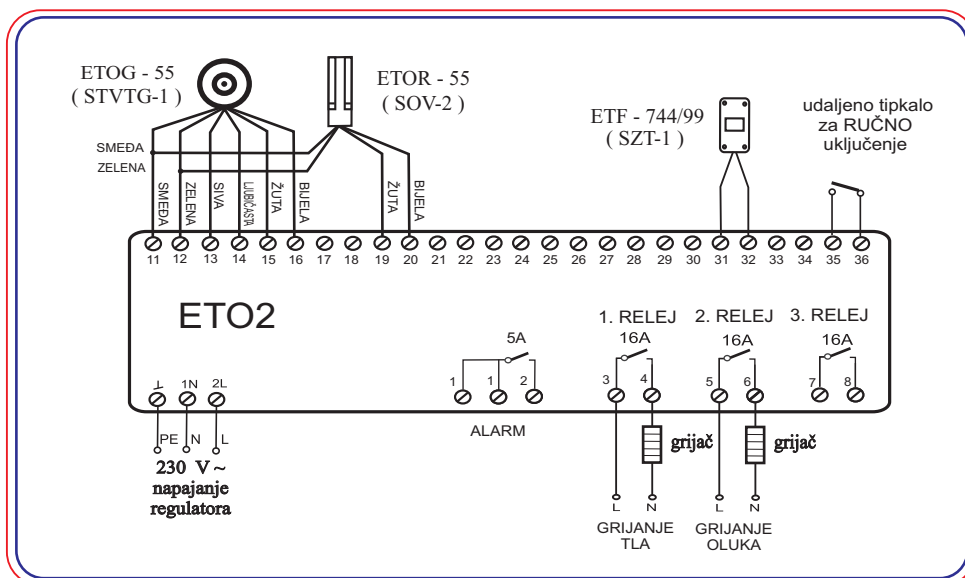 ETOG - 55
( STVTG-1 )
ETOR - 55
( SOV-2 )
ETF - 744/99
( SZT-1 )
udaljeno tipkalo
za RUČNO
uključenje
SMEĐA
ZELENA
SMEĐA
ZELENA
SIVA
LJUBIČASTA
ŽUTA
BIJELA
ŽUTA
BIJELA
11 12 13 14 15 16 17 18 19 20 21 22 23 24 25 26 27 28 29 30 31 32 33 34 35 36
ETO2
1. RELEJ 2. RELEJ 3. RELEJ
5A 16A 16A 16A
1 1 2 3 4 5 6 7 8
L 1N 2L
ALARM
PE N L
230 V ~
napajanje
regulatora
grijač grijač
L N L N
GRIJANJE
TLA
GRIJANJE
OLUKA